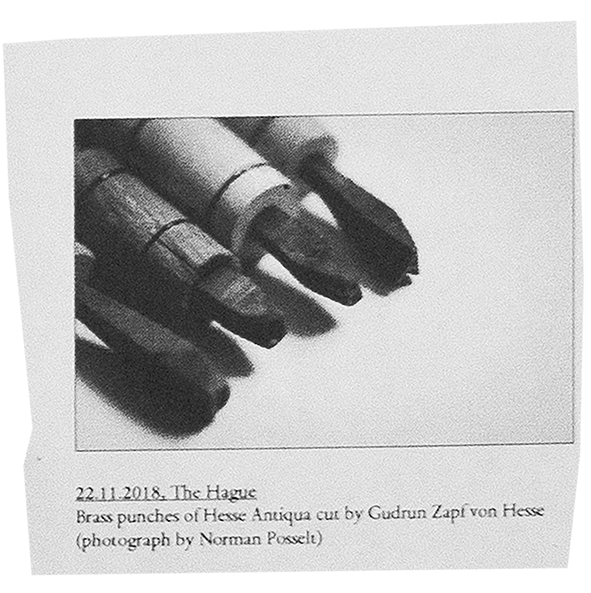 22.11.2018, The Hague
Brass punches of Hesse Antiqua cut by Gudrun Zapf von Hesse
(photograph by Norman Posselt)